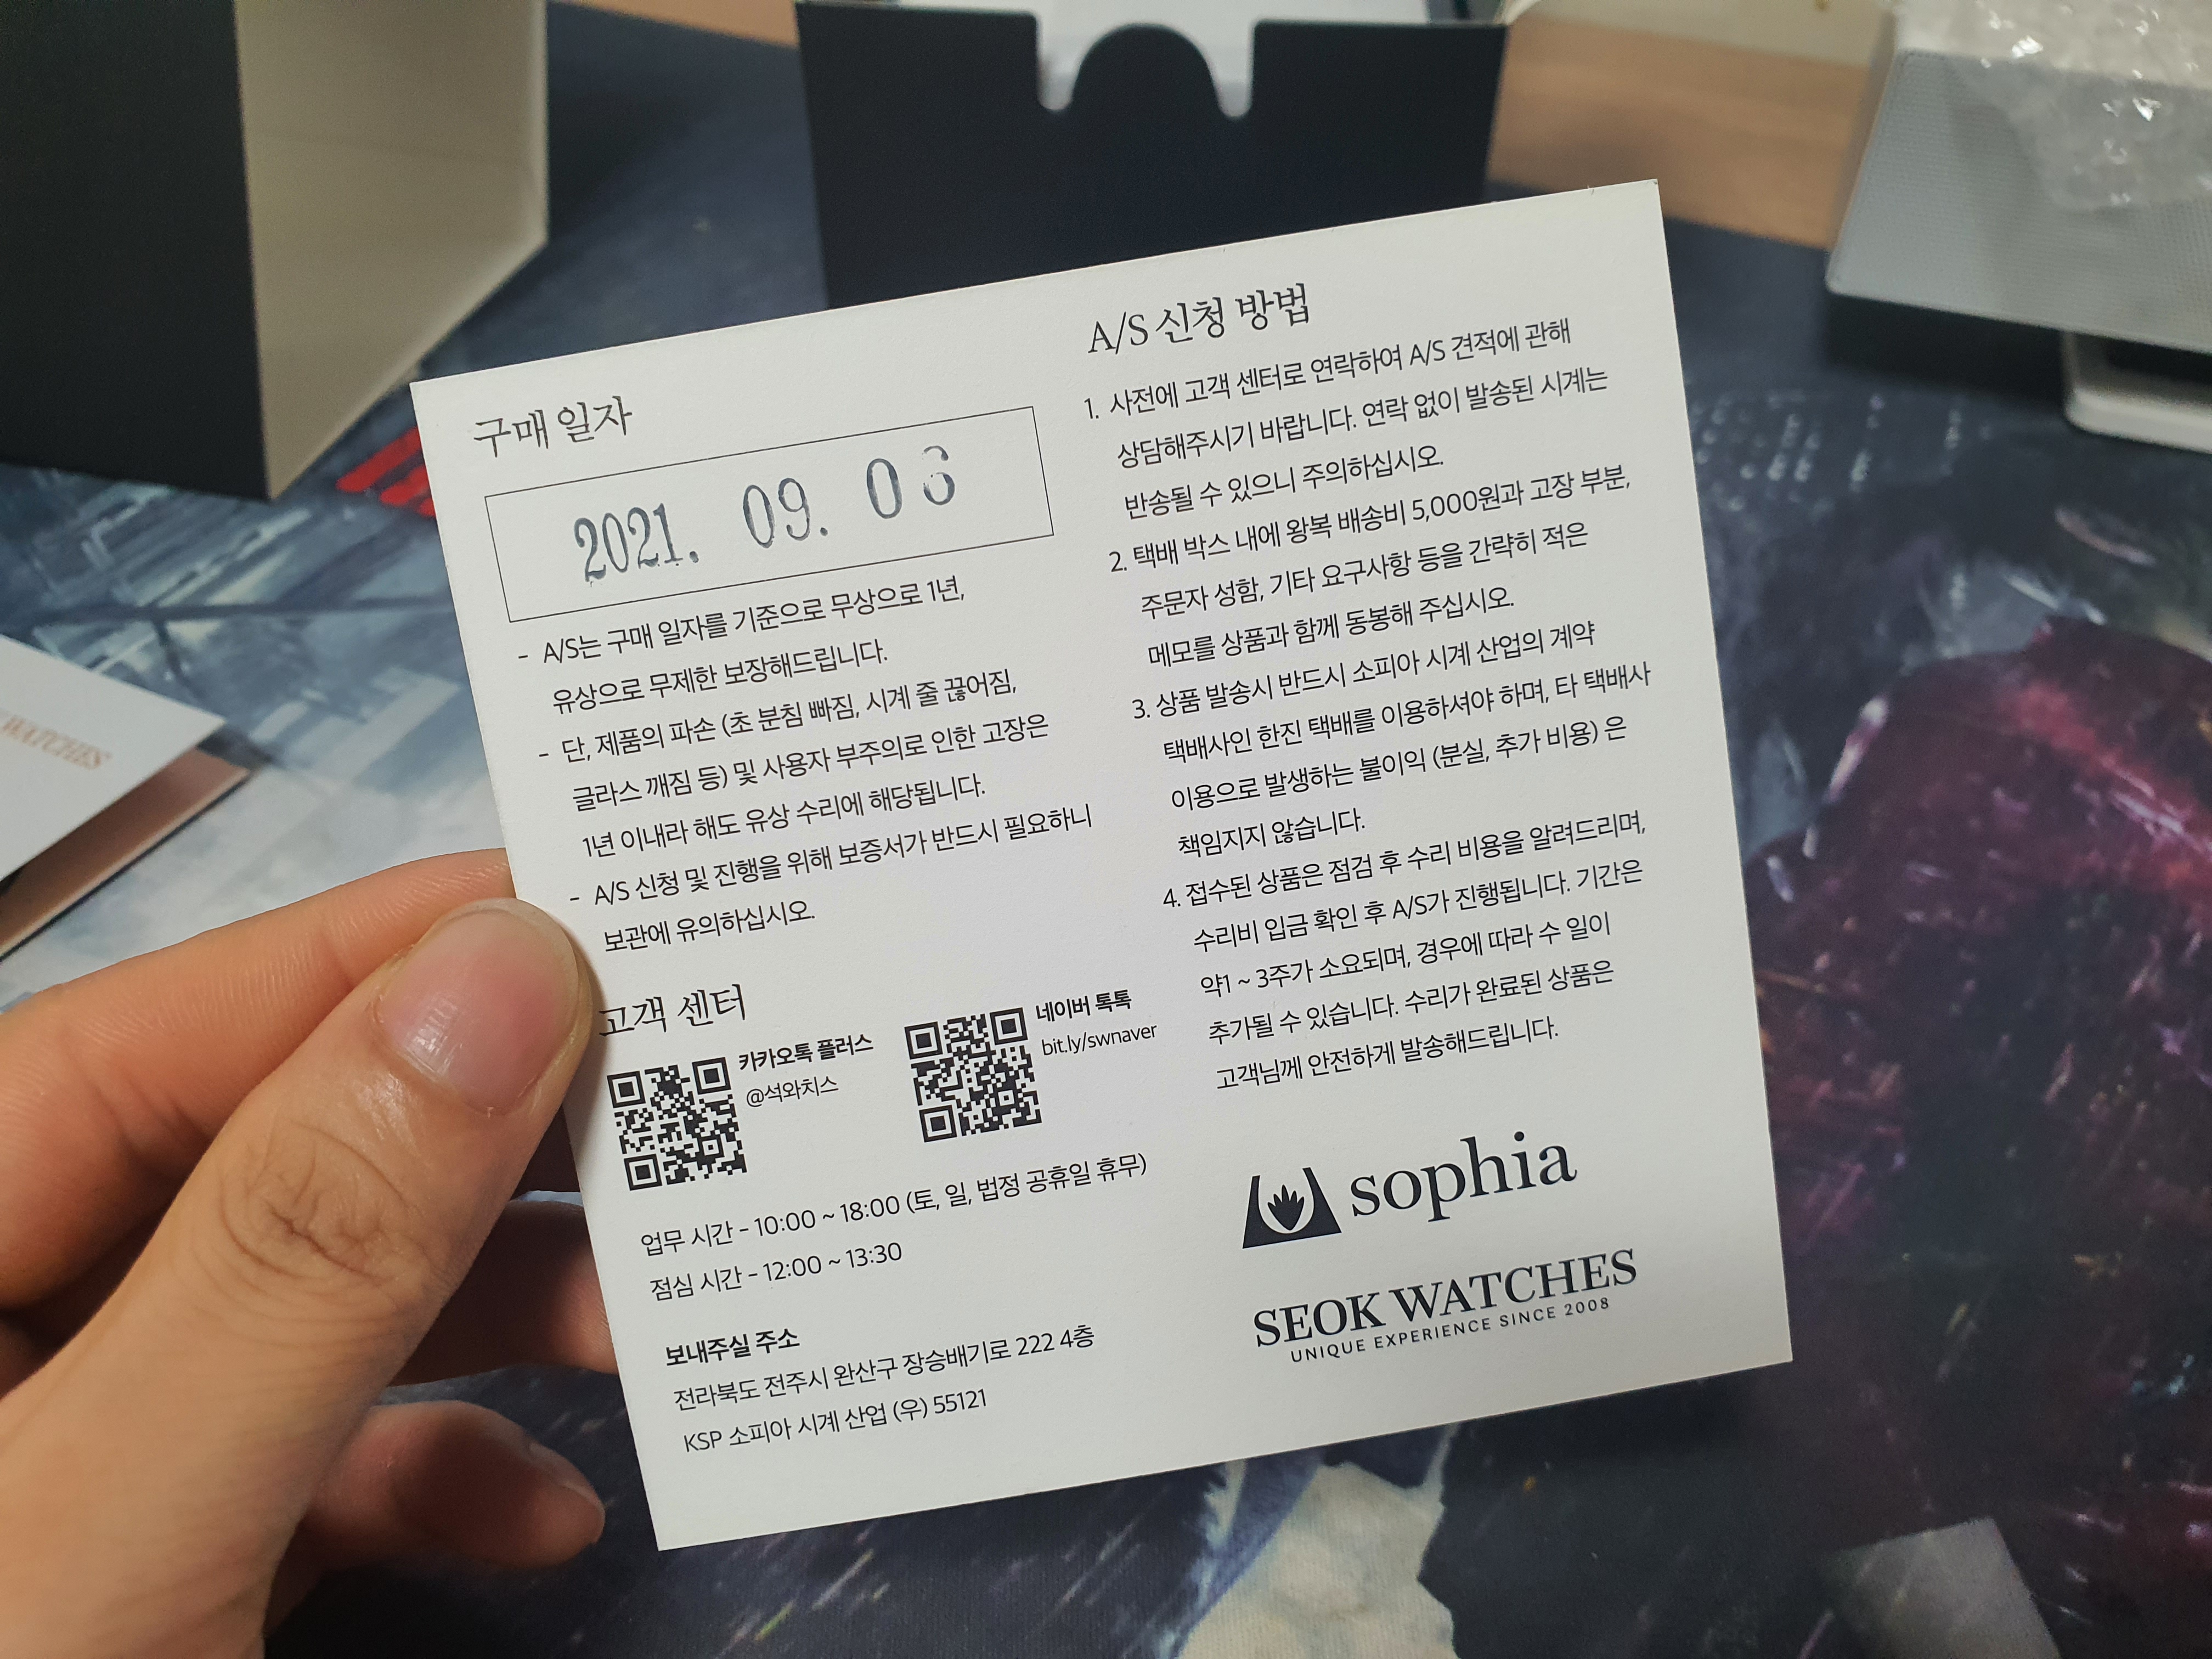 구매 일자
2021. 09. 0
- A/S는 구매 일자를 기준으로 무상으로 1년,
유상으로 무제한 보장해드립니다.
- 단, 제품의 파손 (초 분침 빠짐, 시계 줄 끊어짐,
글라스 깨짐 등) 및 사용자 부주의로 인한 고장은
1년 이내라 해도 유상 수리에 해당됩니다.
- A/S 신청 및 진행을 위해 보증서가 반드시 필요하니
보관에 유의하십시오.
고객 센터
카카오톡 플러스
@석와치스
네이버 톡톡
bit.ly/swnaver
업무 시간 - 10:00 ~ 18:00 (토, 일, 법정 공휴일 휴무)
점심 시간 - 12:00 ~ 13:30
보내주실 주소
전라북도 전주시 완산구 장승배기로 222 4층
KSP 소피아 시계 산업 (우) 55121
A/S 신청 방법
1. 사전에 고객 센터로 연락하여 A/S 견적에 관해
상담해주시기 바랍니다. 연락 없이 발송된 시계는
반송될 수 있으니 주의하십시오.
2. 택배 박스 내에 왕복 배송비 5,000원과 고장 부분,
주문자 성함, 기타 요구사항 등을 간략히 적은
메모를 상품과 함께 동봉해 주십시오.
3. 상품 발송시 반드시 소피아 시계 산업의 계약
택배사인 한진 택배를 이용하셔야 하며, 타 택배사
이용으로 발생하는 불이익 (분실, 추가 비용) 은
책임지지 않습니다.
4. 접수된 상품은 점검 후 수리 비용을 알려드리며,
수리비 입금 확인 후 A/S가 진행됩니다. 기간은
약1 ~ 3주가 소요되며, 경우에 따라 수 일이
추가될 수 있습니다. 수리가 완료된 상품은
고객님께 안전하게 발송해드립니다.
sophia
SEOK WATCHES
UNIQUE EXPERIENCE SINCE 2008
WATCHES